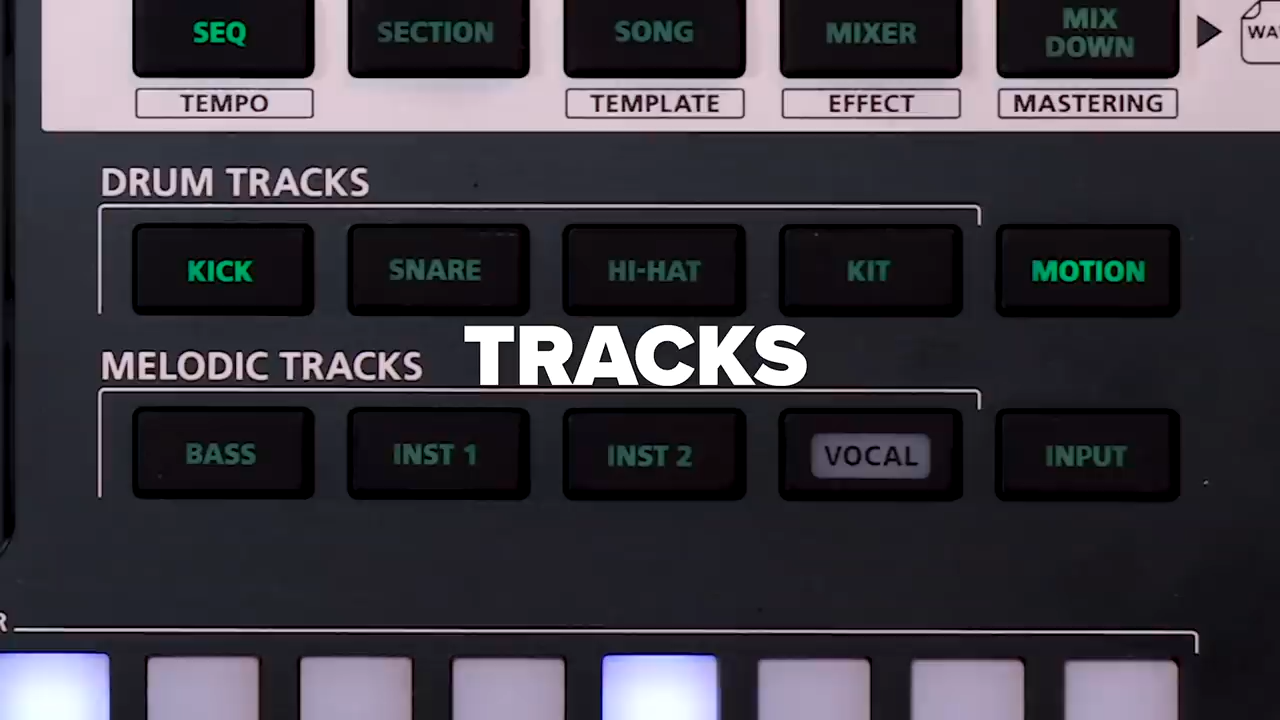 SEQ SECTION SONG MIXER MIX DOWN
TEMPO TEMPLATE EFFECT MASTERING
DRUM TRACKS
KICK SNARE HI-HAT KIT MOTION
TRACKS
MELODIC TRACKS
BASS INST 1 INST 2 VOCAL INPUT